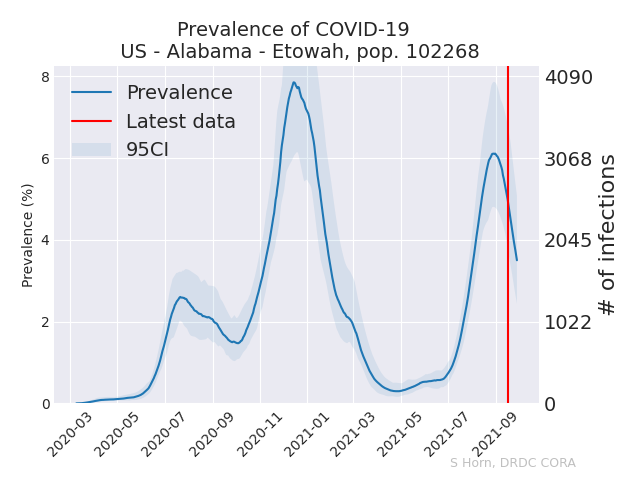 Prevalence of COVID-19
US - Alabama - Etowah, pop. 102268
Prevalence
Latest data
95CI
Prevalence (%)
8
6
4
2
0
4090
3068
2045
1022
0
# of infections
2020-03
2020-05
2020-07
2020-09
2020-11
2021-01
2021-03
2021-05
2021-07
2021-09
S Horn, DRDC CORA